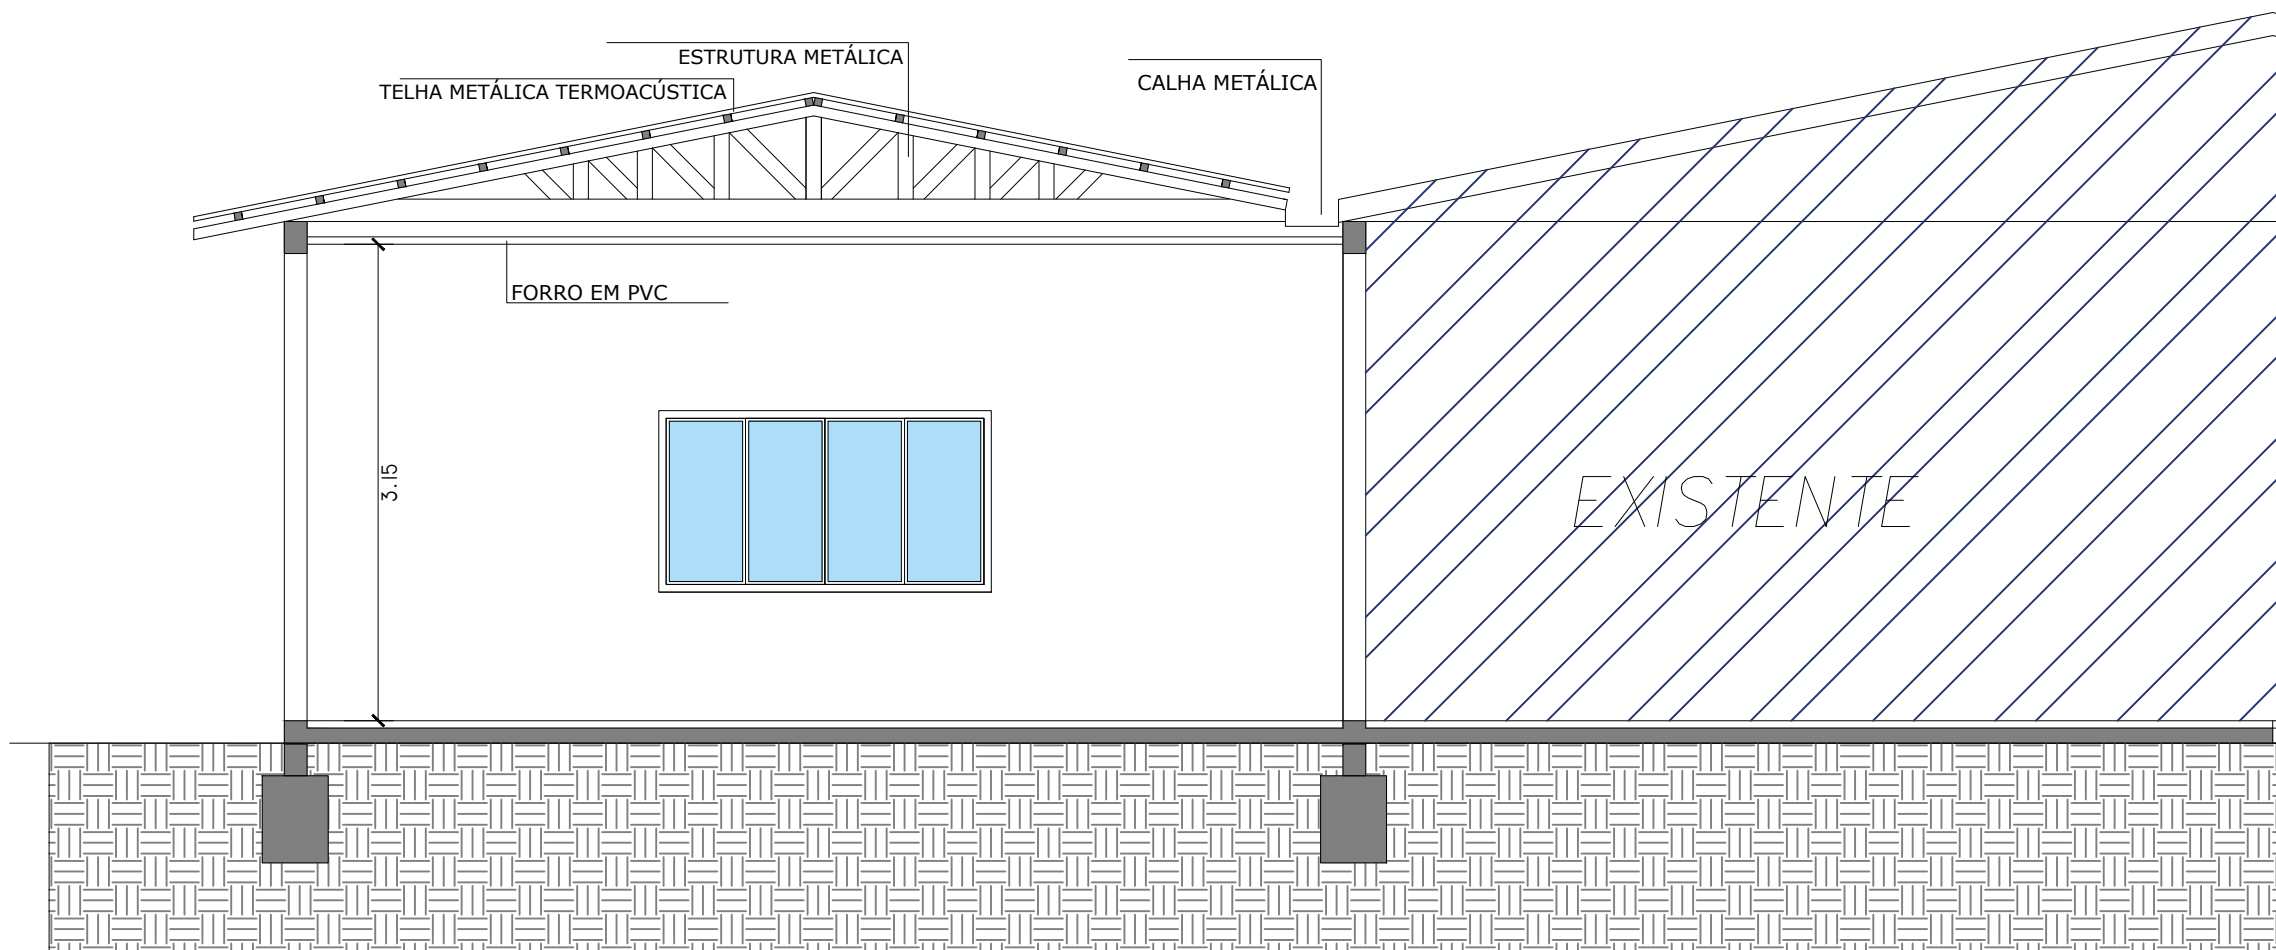 ESTRUTURA METÁLICA
CALHA METÁLICA
TELHA METÁLICA TERMOACÚSTICA
FORRO EM PVC
3.15
EXISTENTE